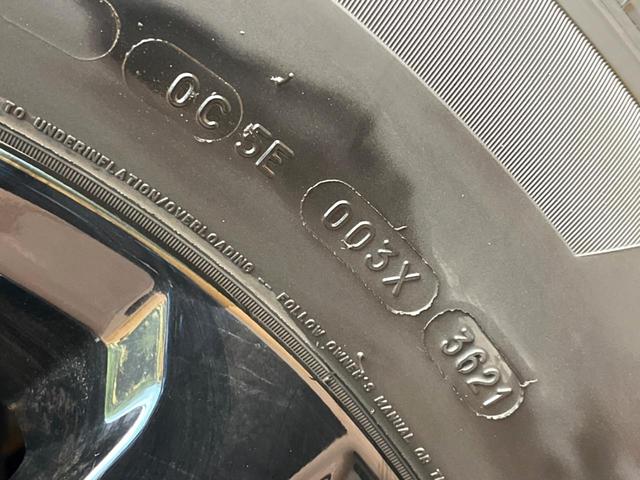 0C 5E 003X 3621
TO UNDERINFLATION/OVERLOADING -- FOLLOW OWNER'S MANUAL OR